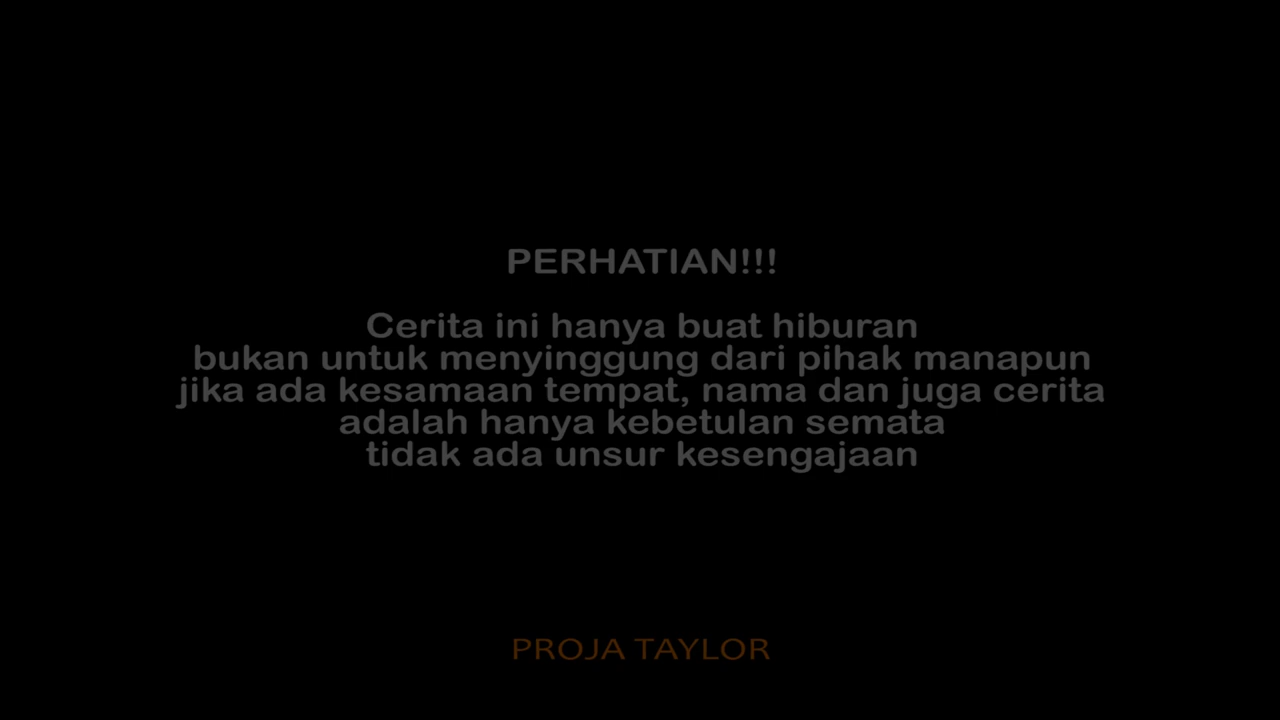 PERHATIAN!!!
Cerita ini hanya buat hiburan
bukan untuk menyinggung dari pihak manapun
jika ada kesamaan tempat, nama dan juga cerita
adalah hanya kebetulan semata
tidak ada unsur kesengajaan
PROJA TAYLOR